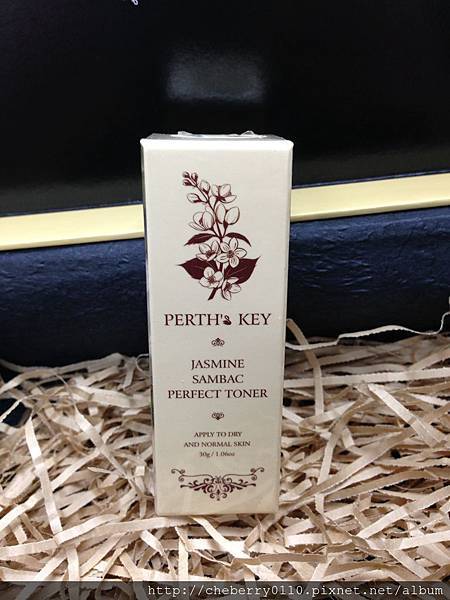 PERTH's KEY
JASMINE
SAMBAC
PERFECT TONER
APPLY TO DRY
AND NORMAL SKIN
30g / 1.06oz
http://cheberry0110.pixnet.net/album